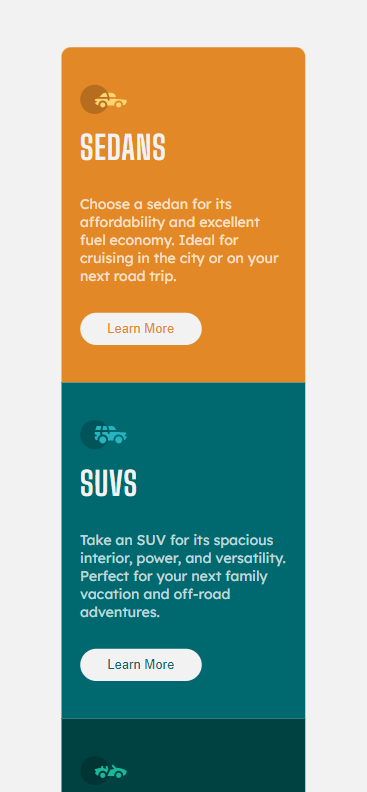 SEDANS
Choose a sedan for its
affordability and excellent
fuel economy. Ideal for
cruising in the city or on your
next road trip.
Learn More
SUVS
Take an SUV for its spacious
interior, power, and versatility.
Perfect for your next family
vacation and off-road
adventures.
Learn More